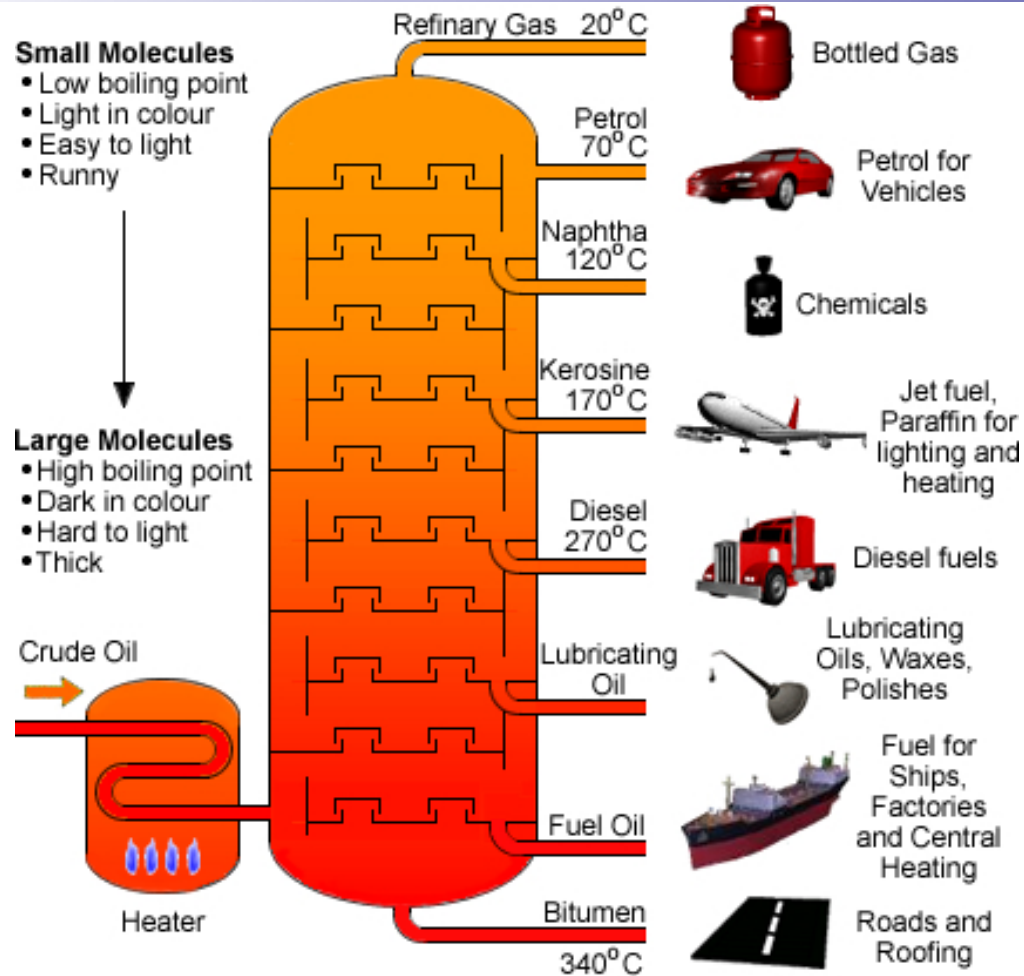 Refinary Gas 20°C
Small Molecules
• Low boiling point
• Light in colour
• Easy to light
• Runny
Bottled Gas
Petrol
70°C
Petrol for
Vehicles
Naphtha
120°C
Chemicals
Kerosine
170°C
Jet fuel,
Paraffin for
lighting and
heating
Large Molecules
• High boiling point
• Dark in colour
• Hard to light
• Thick
Diesel
270°C
Diesel fuels
Crude Oil
Lubricating
Oil
Lubricating
Oils, Waxes,
Polishes
Fuel Oil
Fuel for
Ships,
Factories
and Central
Heating
Heater
Bitumen
340°C
Roads and
Roofing